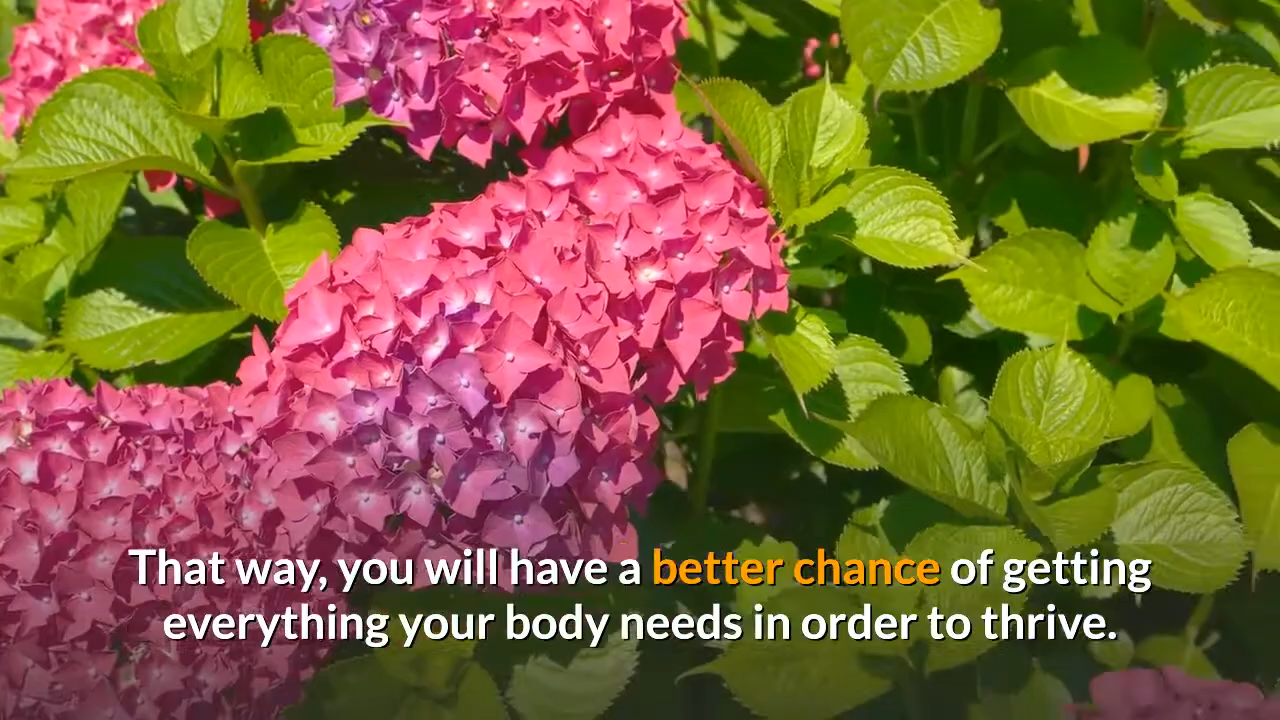 That way, you will have a better chance of getting
everything your body needs in order to thrive.